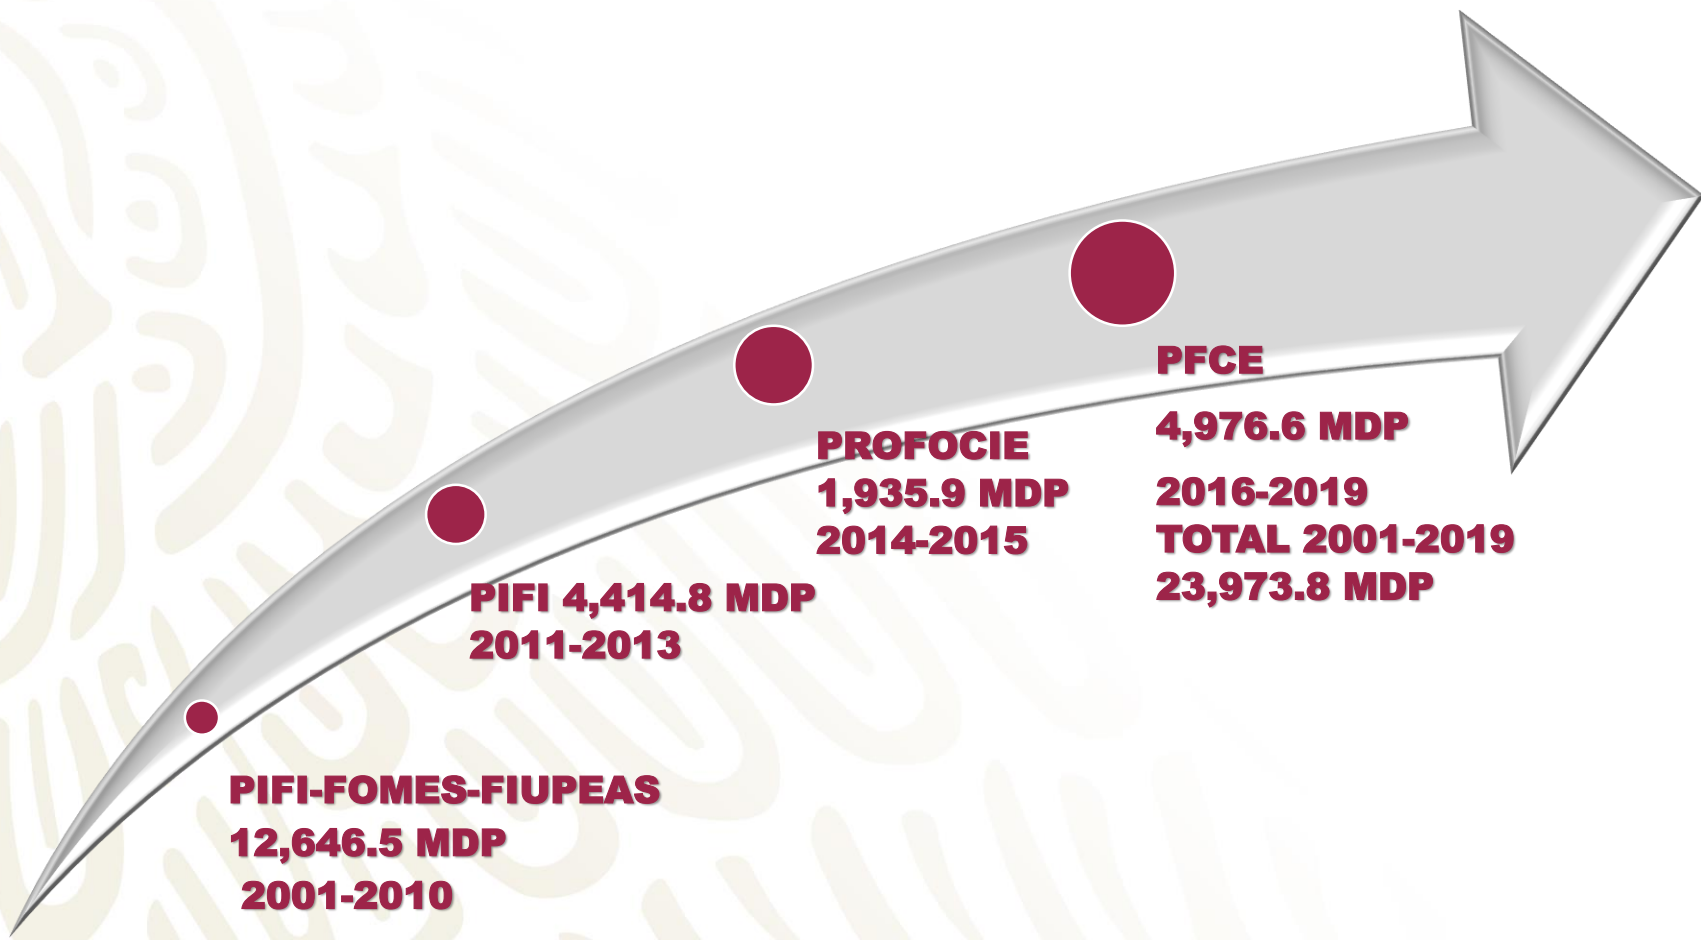 PIFI-FOMES-FIUPEAS
12,646.5 MDP
2001-2010
PIFI 4,414.8 MDP
2011-2013
PROFOCIE
1,935.9 MDP
2014-2015
PFCE
4,976.6 MDP
2016-2019
TOTAL 2001-2019
23,973.8 MDP